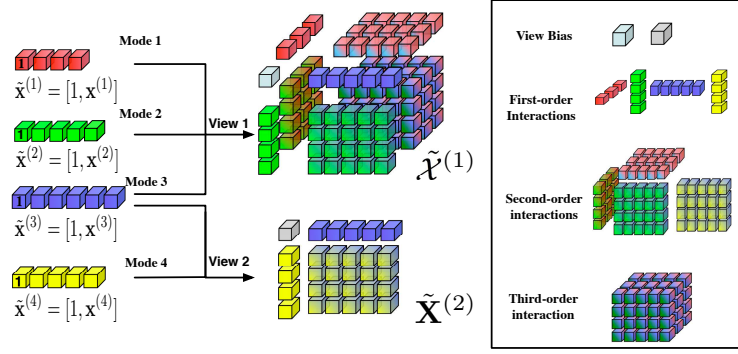 Mode 1
1
x̃^(1) = [1, x^(1)]
Mode 2
1
x̃^(2) = [1, x^(2)]
View 1
X̃^(1)
Mode 3
1
x̃^(3) = [1, x^(3)]
Mode 4
View 2
1
x̃^(4) = [1, x^(4)]
X̃^(2)
View Bias
First-order
Interactions
Second-order
interactions
Third-order
interaction